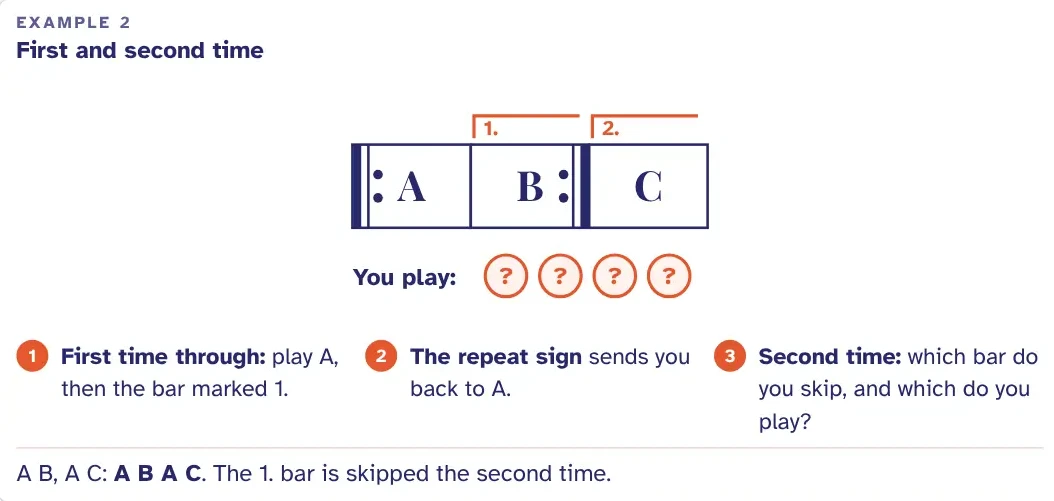 EXAMPLE 2
First and second time
1. 2.
A B C
You play: ? ? ? ?
1 First time through: play A,
then the bar marked 1.
2 The repeat sign sends you
back to A.
3 Second time: which bar do
you skip, and which do you
play?
A B, A C: A B A C. The 1. bar is skipped the second time.